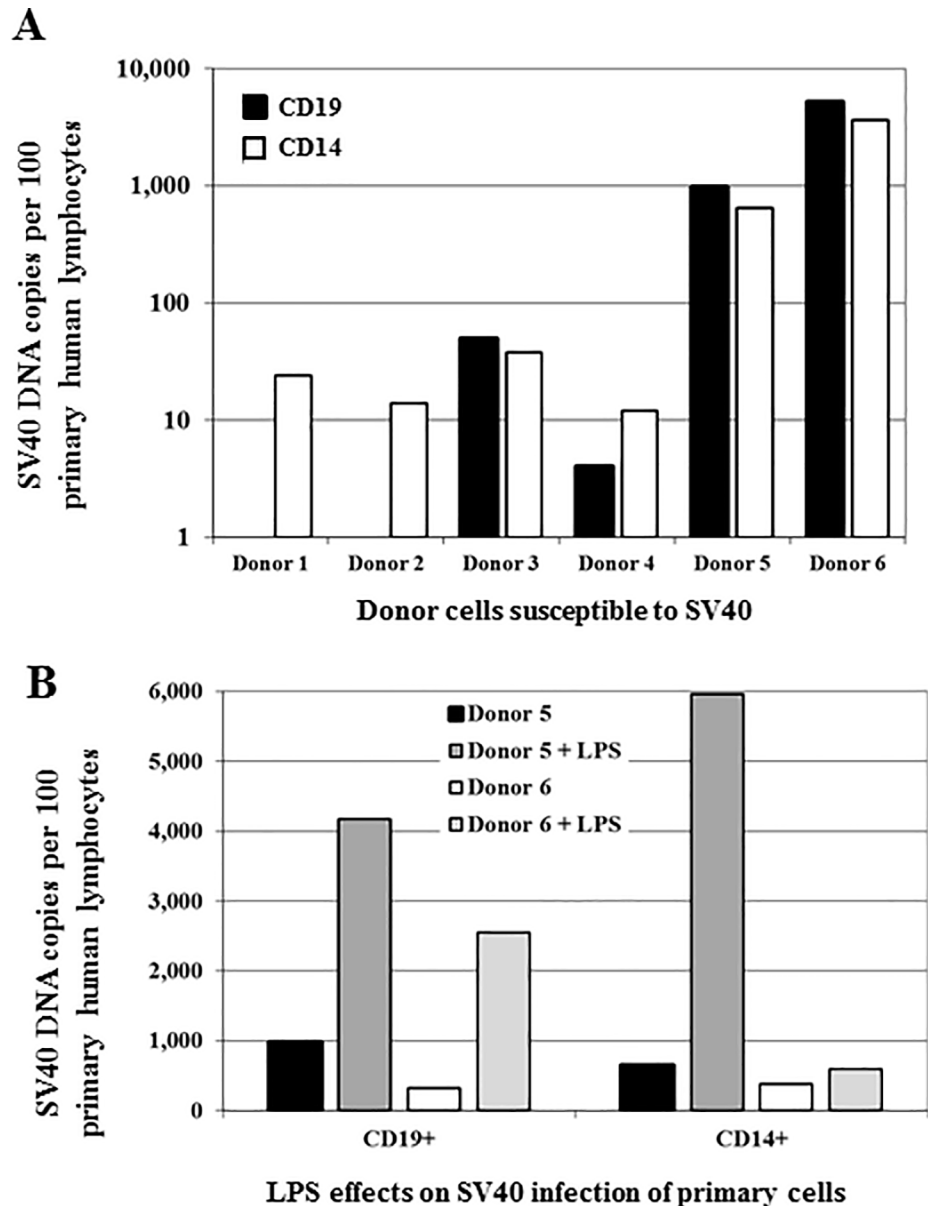 A
SV40 DNA copies per 100
primary human lymphocytes
10,000
1,000
100
10
1
CD19
CD14
Donor 1 Donor 2 Donor 3 Donor 4 Donor 5 Donor 6
Donor cells susceptible to SV40
B
SV40 DNA copies per 100
primary human lymphocytes
6,000
5,000
4,000
3,000
2,000
1,000
0
Donor 5
Donor 5 + LPS
Donor 6
Donor 6 + LPS
CD19+ CD14+
LPS effects on SV40 infection of primary cells